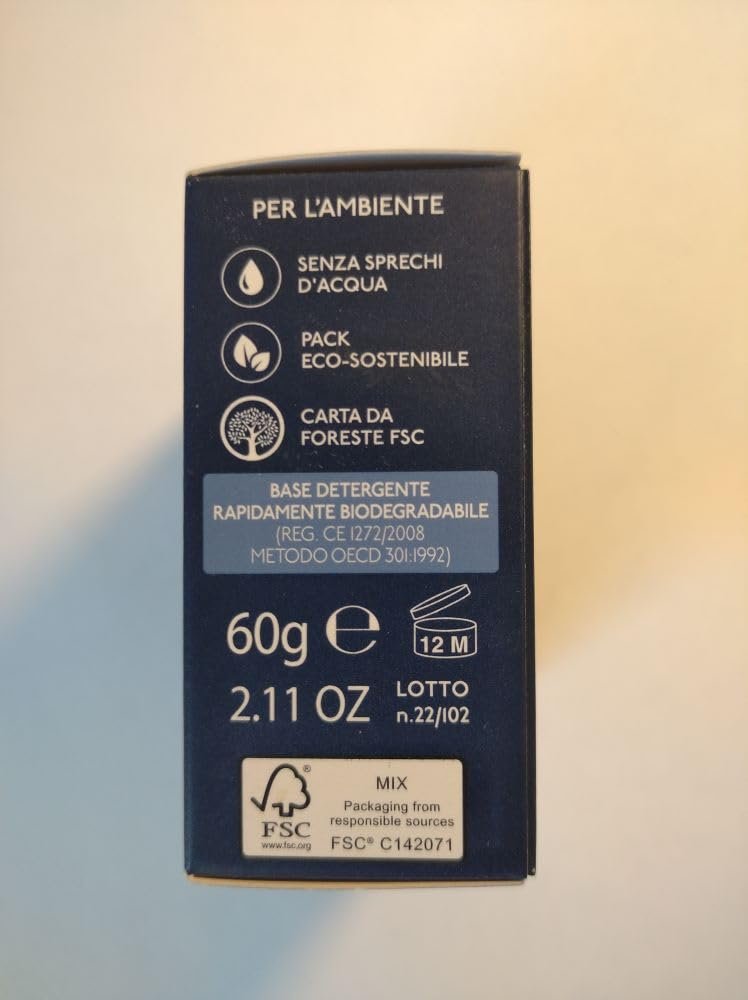 PER L'AMBIENTE
SENZA SPRECHI
D'ACQUA
PACK
ECO-SOSTENIBILE
CARTA DA
FORESTE FSC
BASE DETERGENTE
RAPIDAMENTE BIODEGRADABILE
(REG. CE 1272/2008
METODO OECD 301:1992)
60g ℮
12 M
2.11 OZ
LOTTO
n.22/102
®
FSC
www.fsc.org
MIX
Packaging from
responsible sources
FSC® C142071